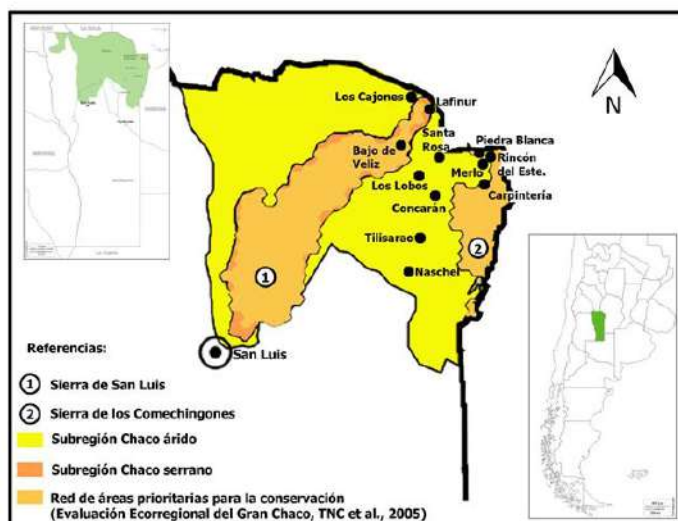 Los Cajones
Lafinur
Santa
Rosa
Piedra Blanca
Rincón
del Este.
Bajo de
Veliz
Merlo
Los Lobos
Carpintería
Concarán
Tilisarao
2
Naschel
1
San Luis
N
Referencias:
1 Sierra de San Luis
2 Sierra de los Comechingones
Subregión Chaco árido
Subregión Chaco serrano
Red de áreas prioritarias para la conservación
(Evaluación Ecorregional del Gran Chaco, TNC et al., 2005)